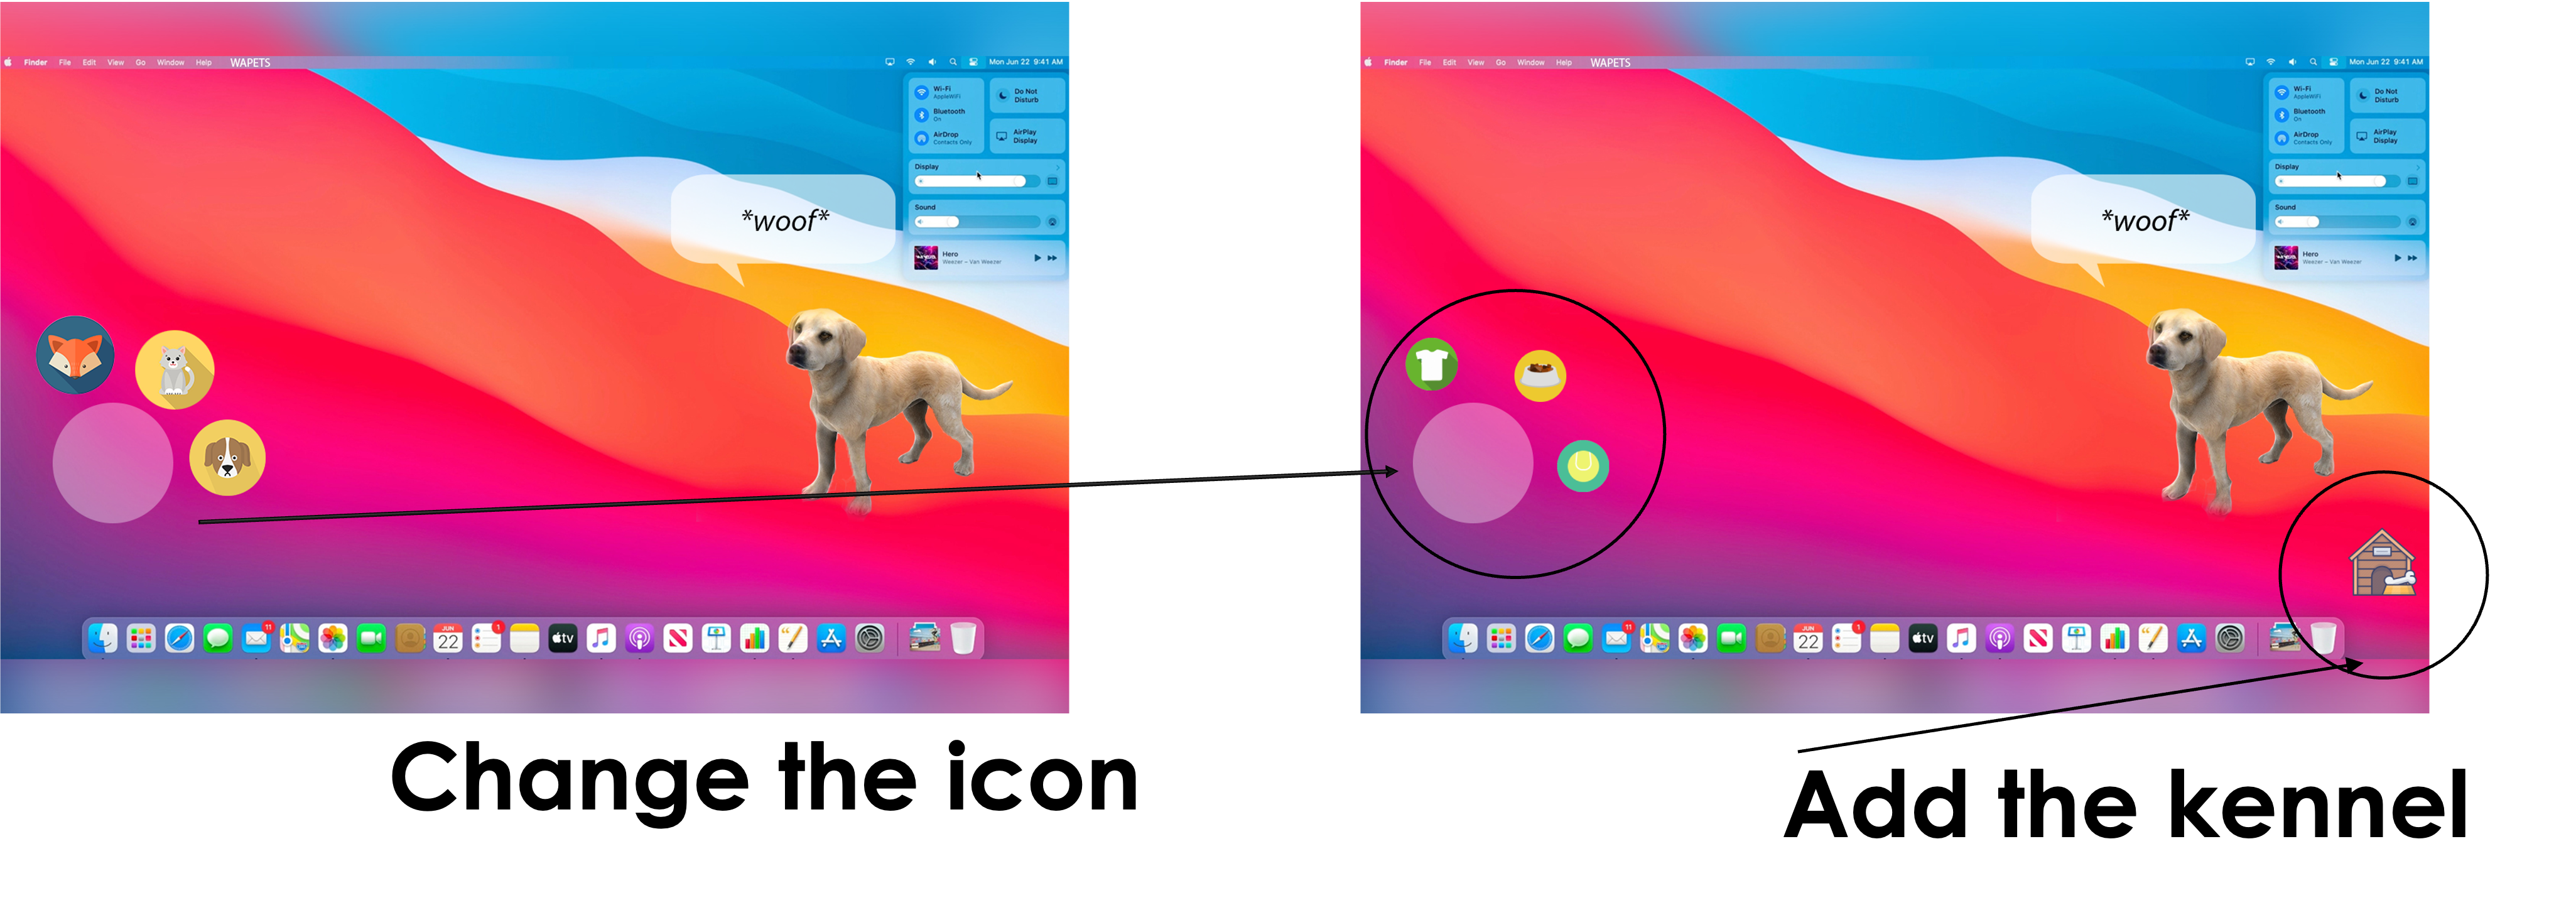 Finder File Edit View Go Window Help WAPETS Mon Jun 22 9:41 AM
Wi-Fi
AppleWiFi
Do Not
Disturb
Bluetooth
On
AirDrop
Contacts Only
AirPlay
Display
Display
Sound
Hero
Weezer – Van Weezer
*woof*
11
JUN
22
1
tv
Finder File Edit View Go Window Help WAPETS Mon Jun 22 9:41 AM
Wi-Fi
AppleWiFi
Do Not
Disturb
Bluetooth
On
AirDrop
Contacts Only
AirPlay
Display
Display
Sound
Hero
Weezer – Van Weezer
*woof*
11
JUN
22
1
tv
Change the icon
Add the kennel